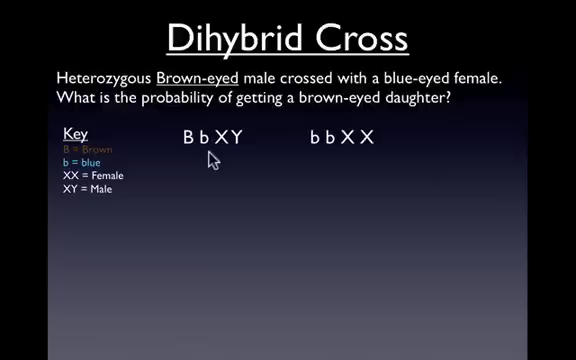 Dihybrid Cross
Heterozygous Brown-eyed male crossed with a blue-eyed female.
What is the probability of getting a brown-eyed daughter?
Key
B b X Y
b b X X
B = Brown
b = blue
XX = Female
XY = Male